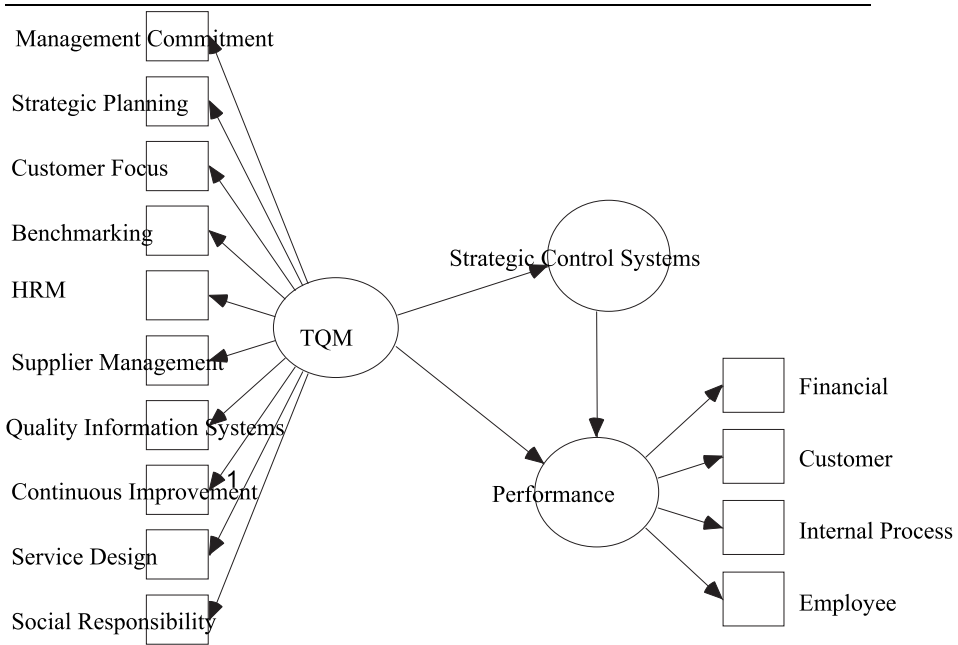 Management Commitment
Strategic Planning
Customer Focus
Benchmarking
HRM
Supplier Management
Quality Information Systems
Continuous Improvement
1
Service Design
Social Responsibility
TQM
Strategic Control Systems
Performance
Financial
Customer
Internal Process
Employee